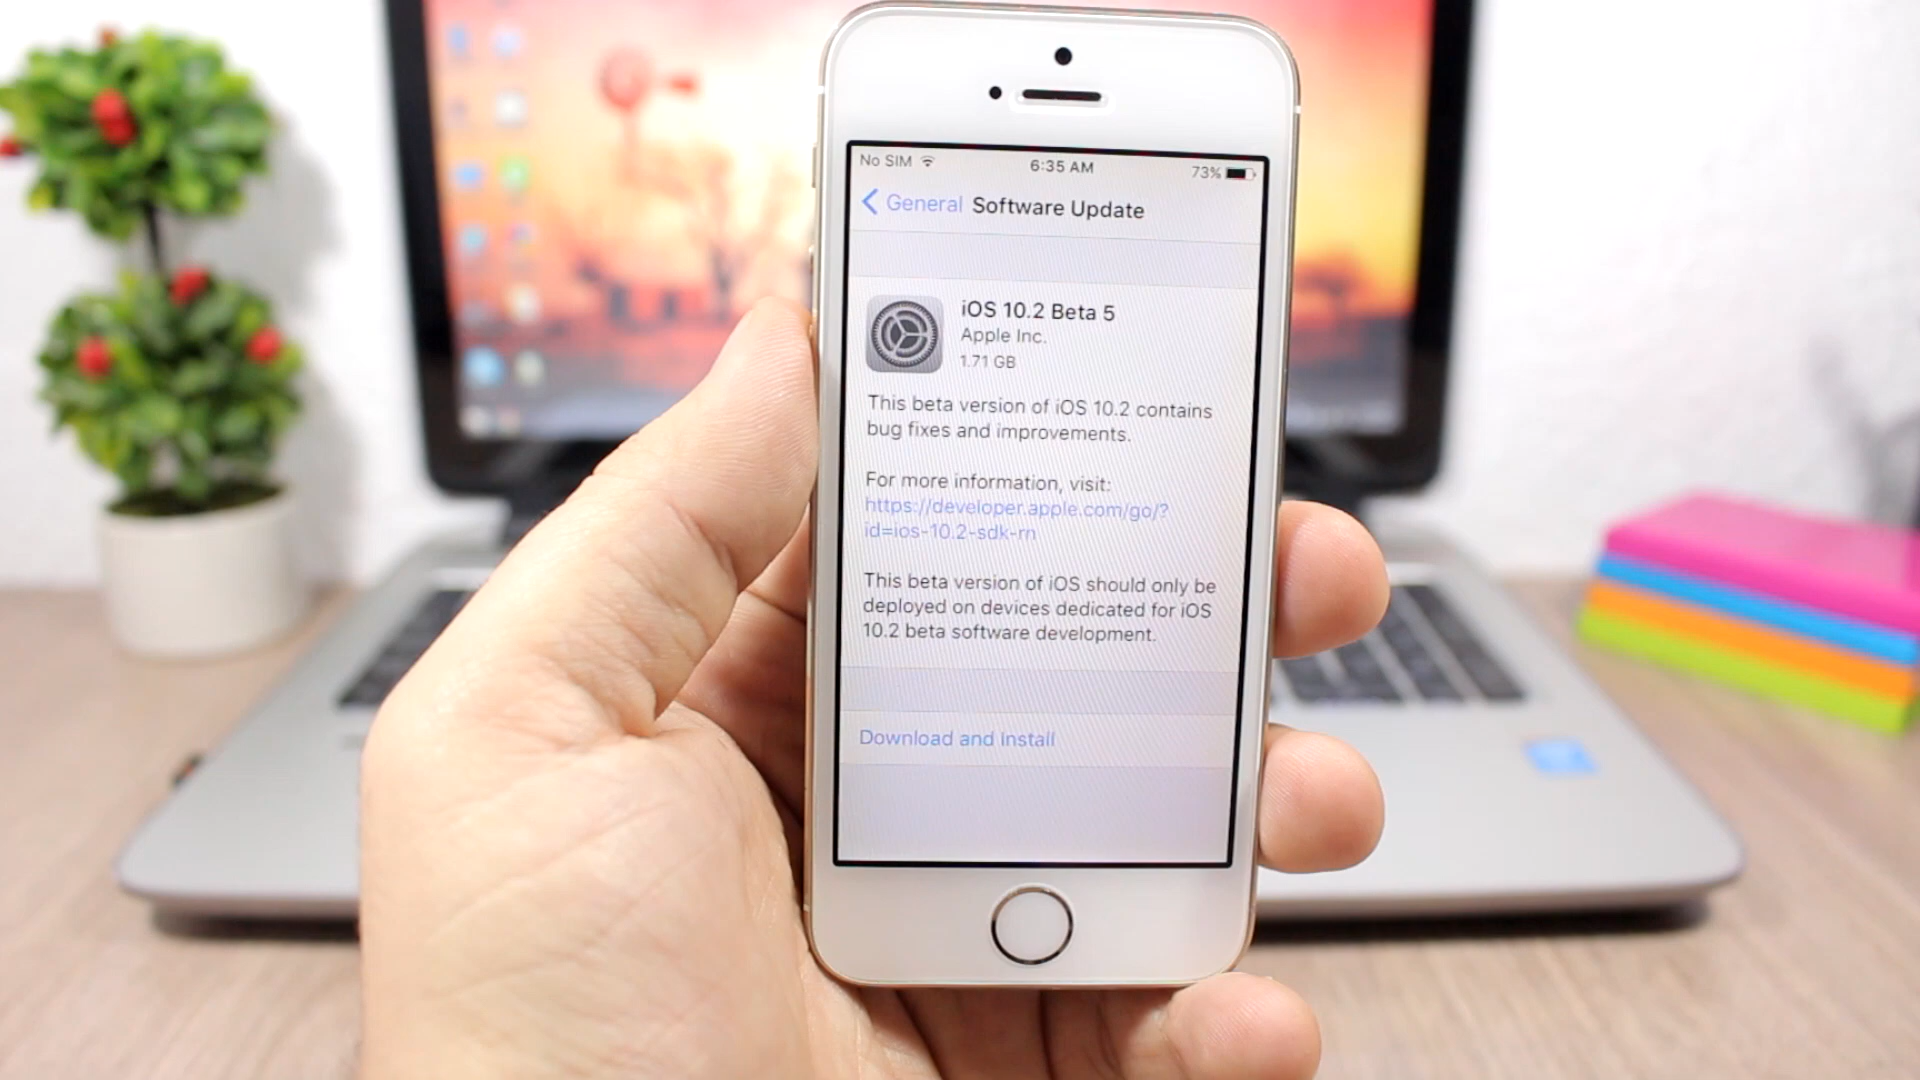 No SIM 6:35 AM 73%
General Software Update
iOS 10.2 Beta 5
Apple Inc.
1.71 GB
This beta version of iOS 10.2 contains
bug fixes and improvements.
For more information, visit:
https://developer.apple.com/go/?
id=ios-10.2-sdk-rn
This beta version of iOS should only be
deployed on devices dedicated for iOS
10.2 beta software development.
Download and Install